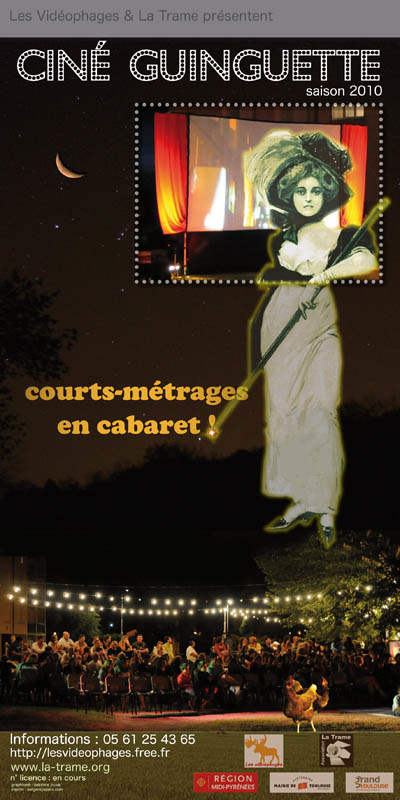 Les Vidéophages & La Trame présentent
CINÉ GUINGUETTE
saison 2010
courts-métrages
en cabaret !
Informations : 05 61 25 43 65
http://lesvideophages.free.fr
www.la-trame.org
n° licence : en cours
Les vidéophages
La Trame
RÉGION
MIDI-PYRÉNÉES
MAIRIE DE TOULOUSE
Grand
Toulouse